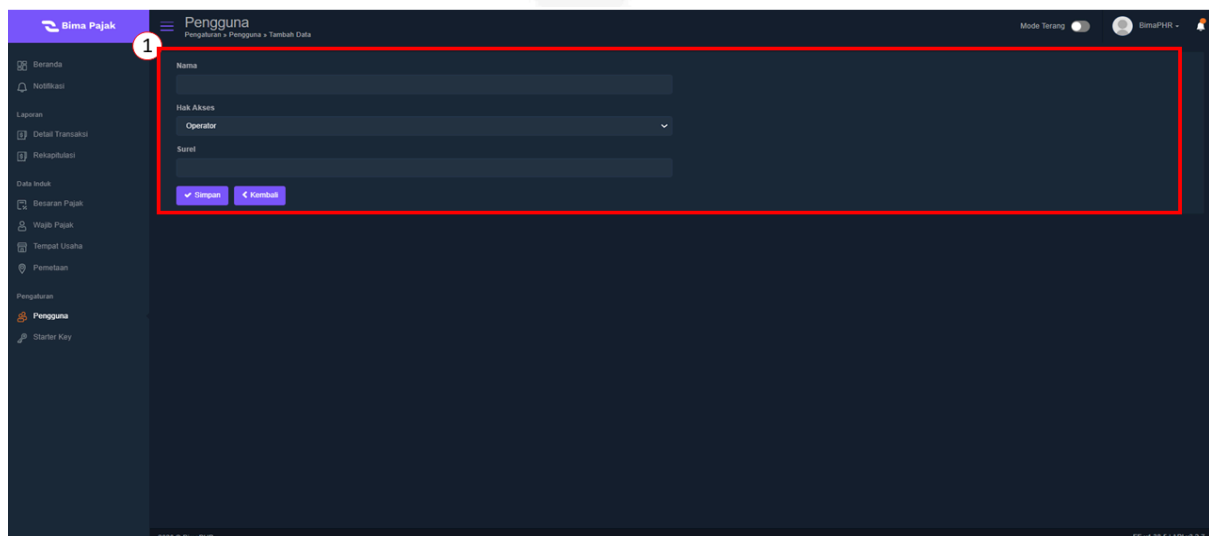 Bima Pajak
Pengguna
Pengaturan » Pengguna » Tambah Data
Mode Terang
BimaPHR
1
Beranda
Notifikasi
Laporan
Detail Transaksi
Rekapitulasi
Data Induk
Besaran Pajak
Wajib Pajak
Tempat Usaha
Pemetaan
Pengaturan
Pengguna
Starter Key
Nama
Hak Akses
Operator
Surel
Simpan
Kembali